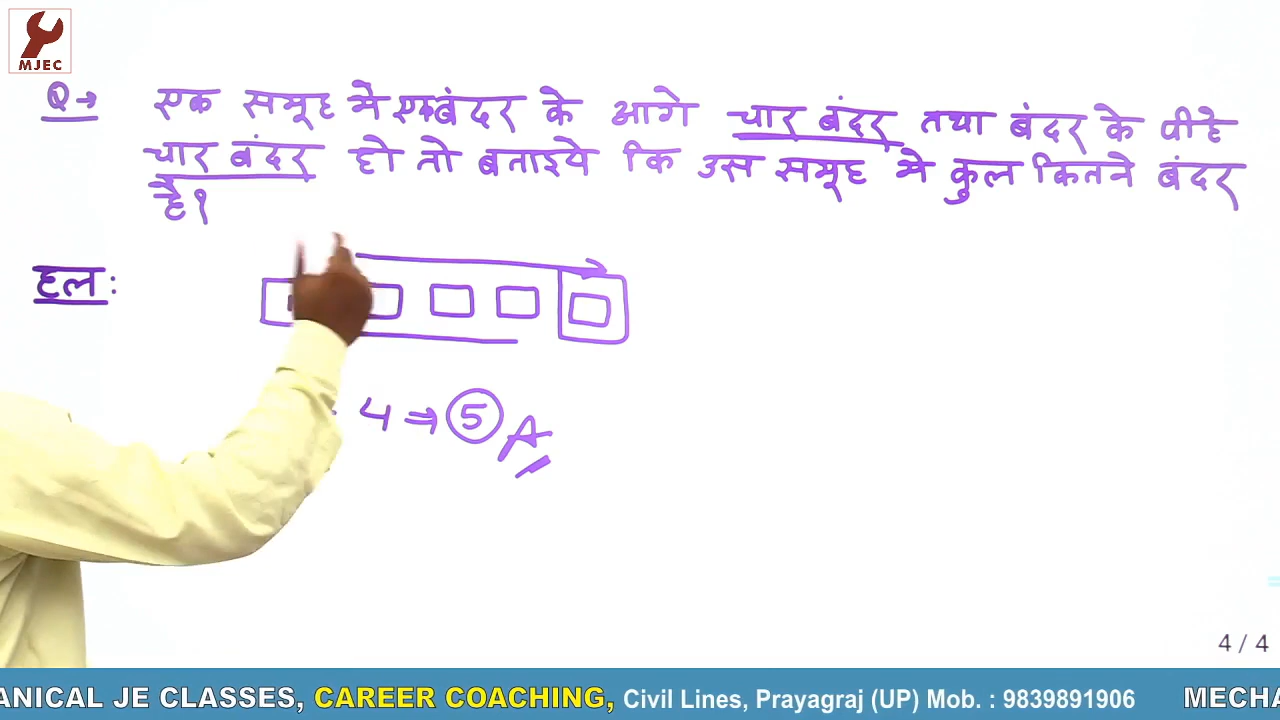 MJEC
Q→ एक समूह मे एक बंदर के आगे चार बंदर तथा बंदर के पीछे
चार बंदर हो तो बताइये कि उस समूह मे कुल कितने बंदर
है?
हल:
4 ⇒ 5 A
4 / 4
ANICAL JE CLASSES, CAREER COACHING, Civil Lines, Prayagraj (UP) Mob. : 9839891906 MECHA